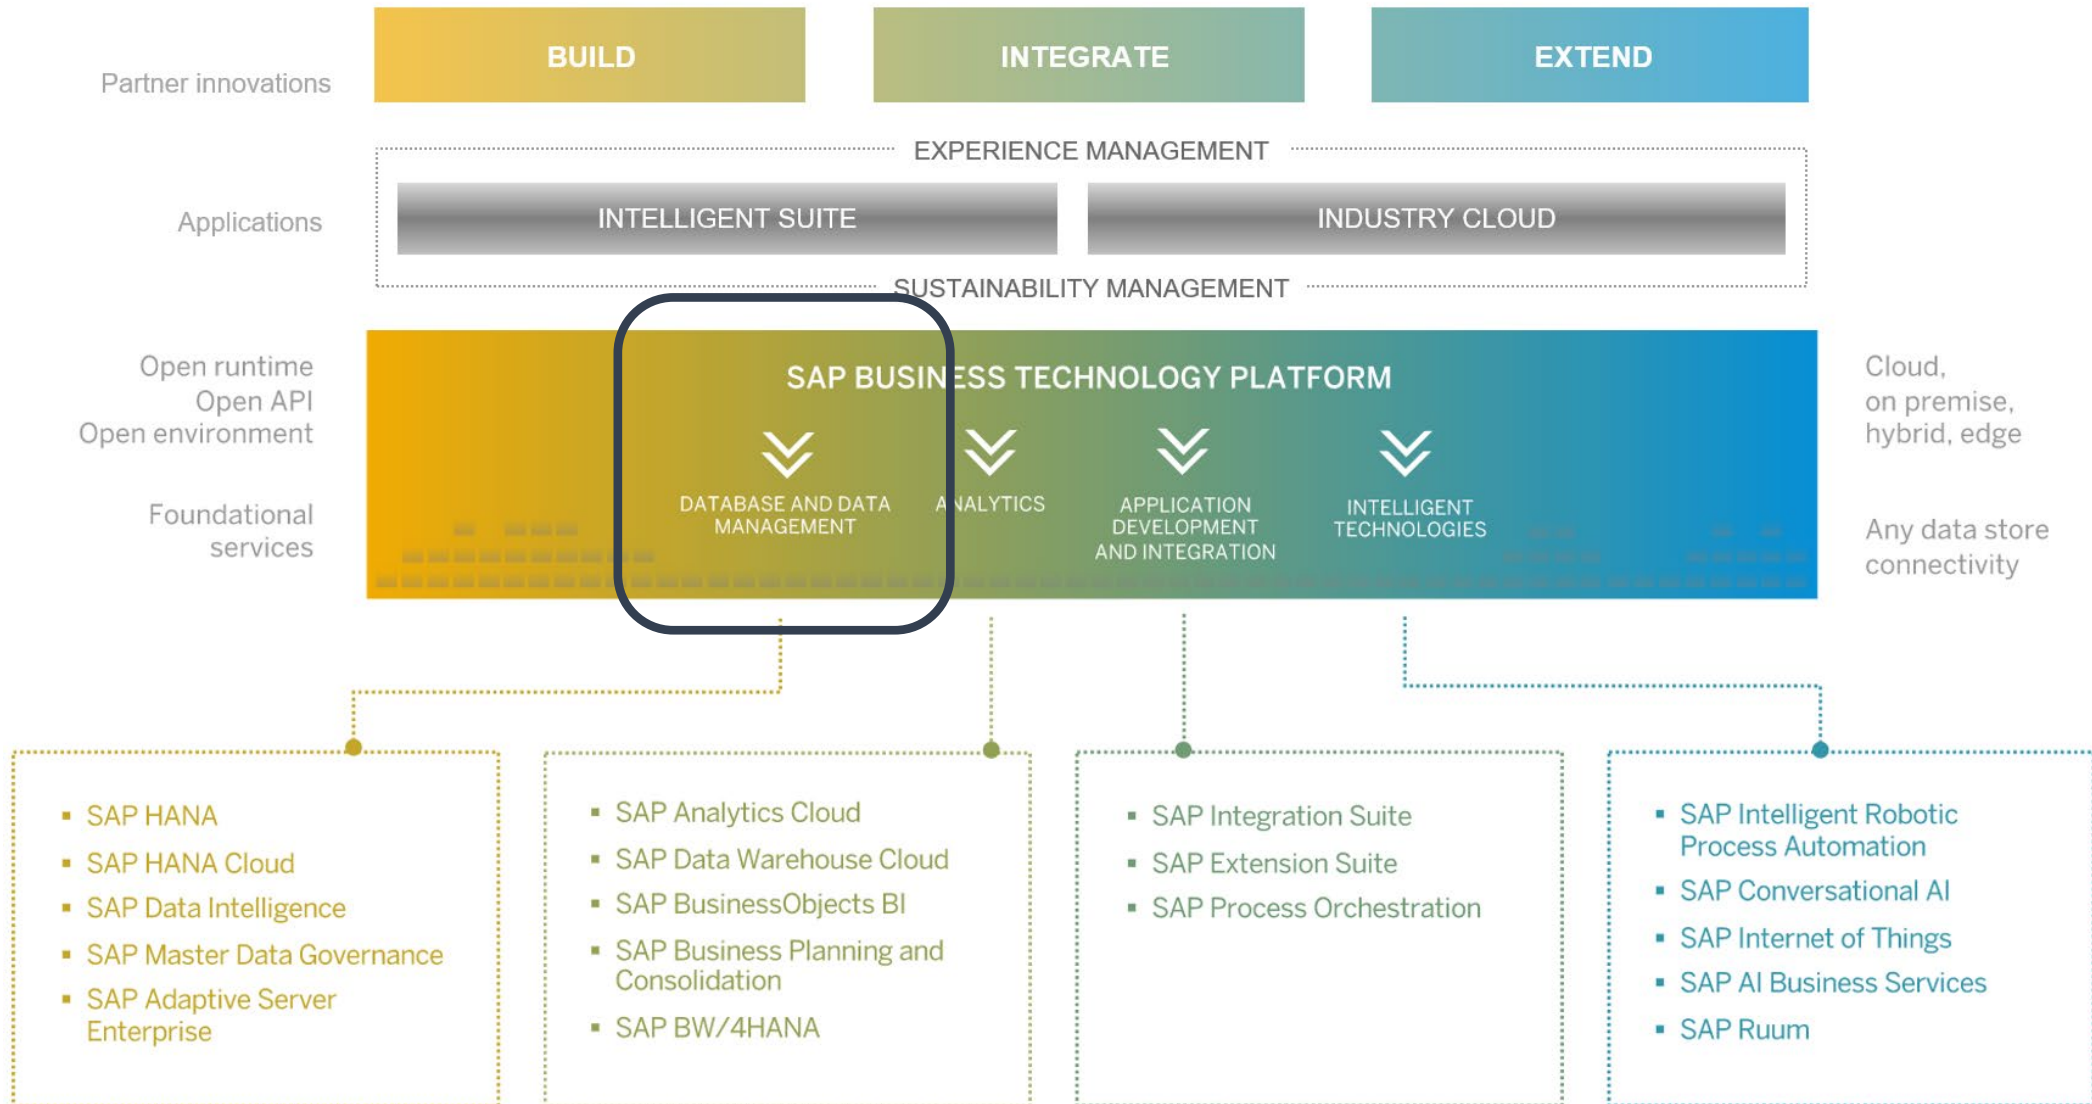 BUILD
INTEGRATE
EXTEND
Partner innovations
EXPERIENCE MANAGEMENT
Applications
INTELLIGENT SUITE
INDUSTRY CLOUD
SUSTAINABILITY MANAGEMENT
Open runtime
Open API
Open environment
SAP BUSINESS TECHNOLOGY PLATFORM
Cloud,
on premise,
hybrid, edge
Foundational
services
DATABASE AND DATA
MANAGEMENT
ANALYTICS
APPLICATION
DEVELOPMENT
AND INTEGRATION
INTELLIGENT
TECHNOLOGIES
Any data store
connectivity
▪ SAP HANA
▪ SAP HANA Cloud
▪ SAP Data Intelligence
▪ SAP Master Data Governance
▪ SAP Adaptive Server
Enterprise
▪ SAP Analytics Cloud
▪ SAP Data Warehouse Cloud
▪ SAP BusinessObjects BI
▪ SAP Business Planning and
Consolidation
▪ SAP BW/4HANA
▪ SAP Integration Suite
▪ SAP Extension Suite
▪ SAP Process Orchestration
▪ SAP Intelligent Robotic
Process Automation
▪ SAP Conversational AI
▪ SAP Internet of Things
▪ SAP AI Business Services
▪ SAP Ruum